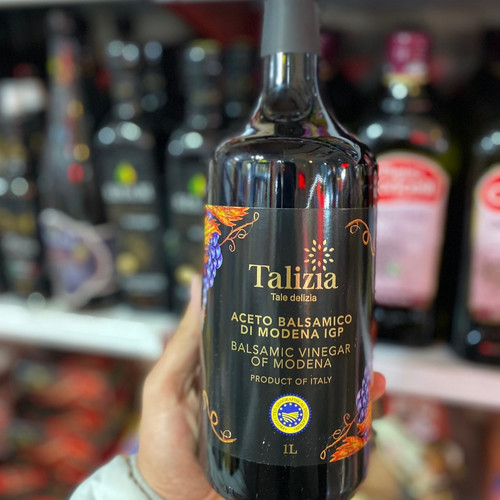 Talizia
Tale delizia
ACETO BALSAMICO
DI MODENA IGP
BALSAMIC VINEGAR
OF MODENA
PRODUCT OF ITALY
1L